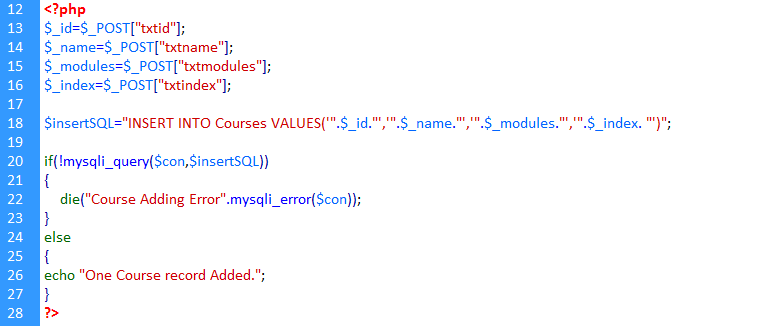 12 <?php
13 $_id=$_POST["txtid"];
14 $_name=$_POST["txtname"];
15 $_modules=$_POST["txtmodules"];
16 $_index=$_POST["txtindex"];
17
18 $insertSQL="INSERT INTO Courses VALUES('".$_id."','".$_name."','".$_modules."','".$_index. "')";
19
20 if(!mysqli_query($con,$insertSQL))
21 {
22 die("Course Adding Error".mysqli_error($con));
23 }
24 else
25 {
26 echo "One Course record Added.";
27 }
28 ?>